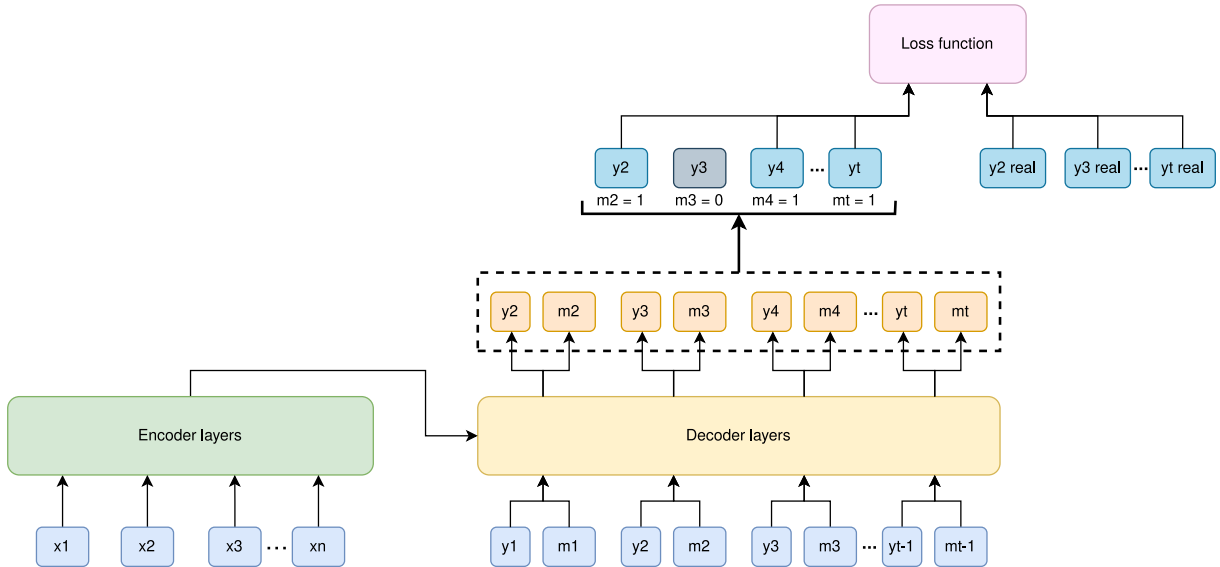 Loss function
y2
y3
y4
...
yt
y2 real
y3 real
...
yt real
m2 = 1
m3 = 0
m4 = 1
mt = 1
y2
m2
y3
m3
y4
m4
...
yt
mt
Encoder layers
Decoder layers
x1
x2
x3
...
xn
y1
m1
y2
m2
y3
m3
...
yt-1
mt-1